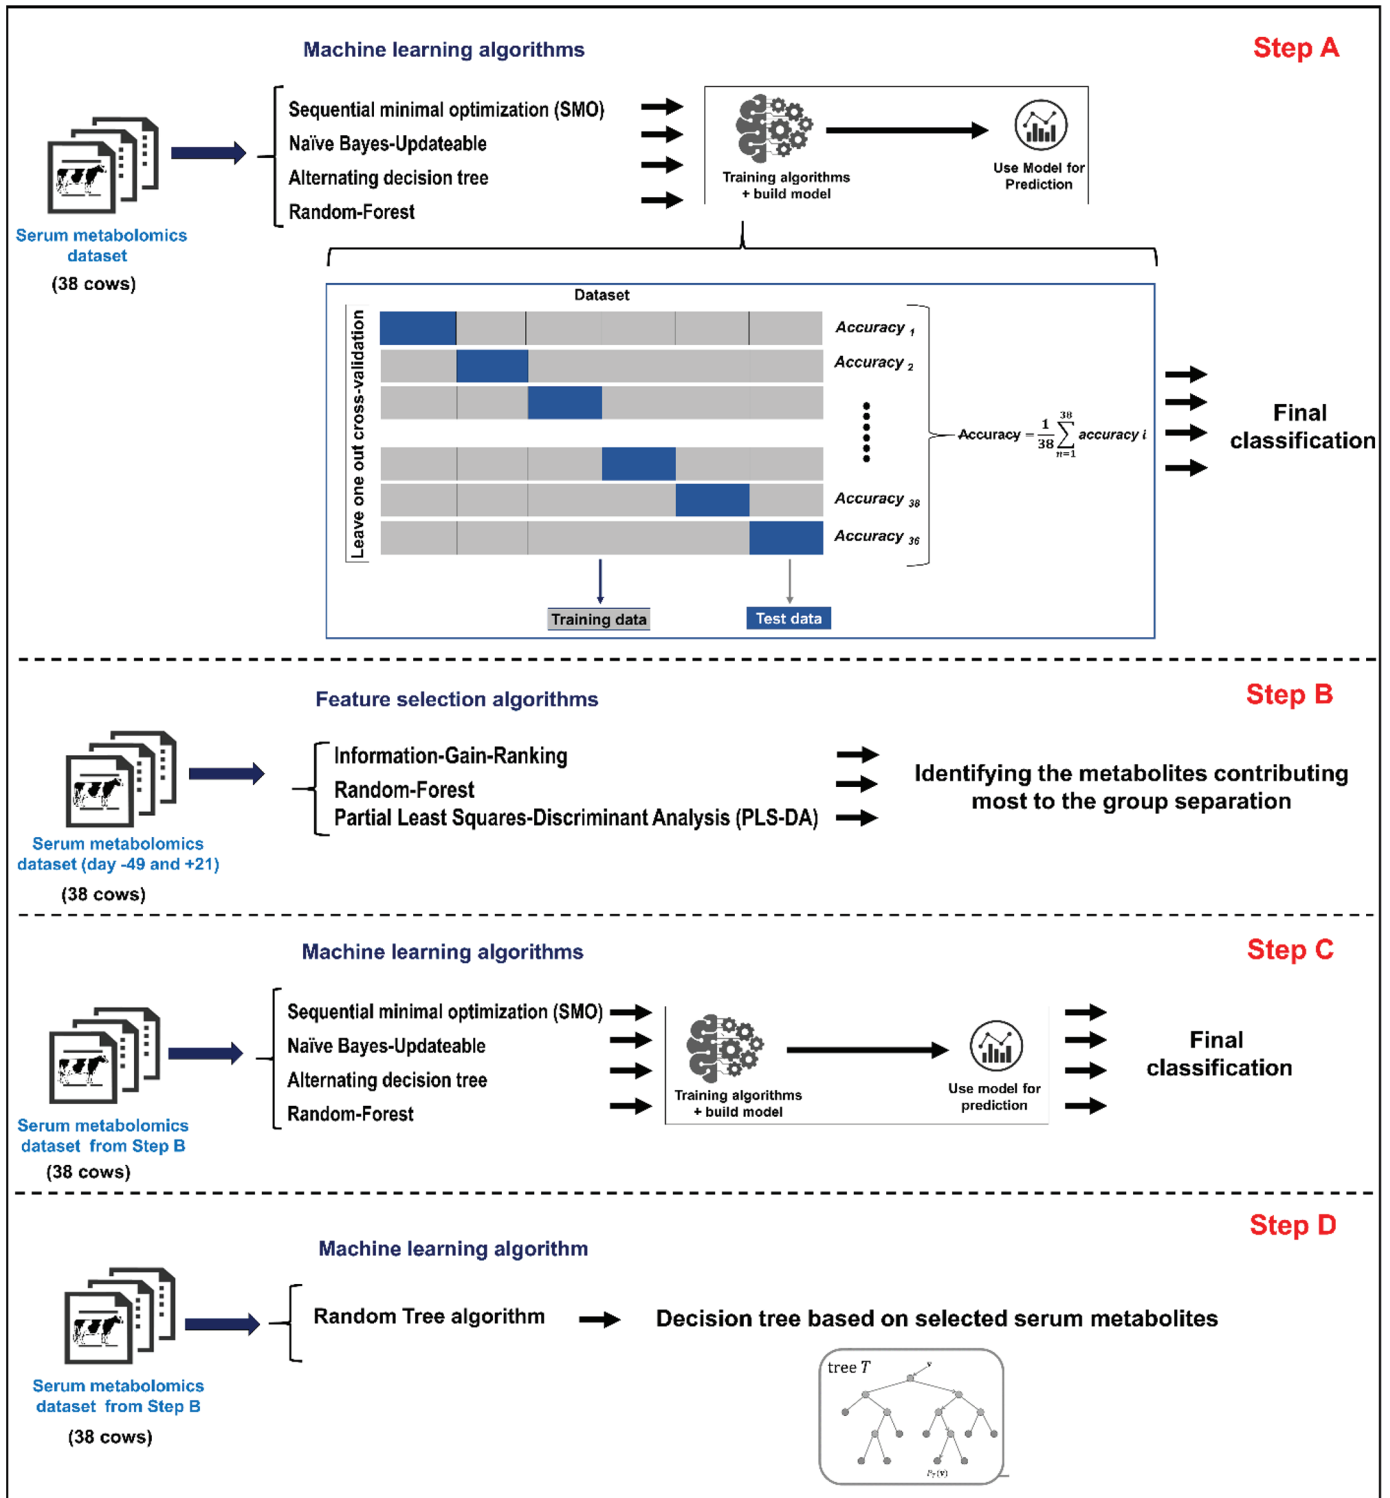 Machine learning algorithms
Step A
Sequential minimal optimization (SMO)
Naïve Bayes-Updateable
Alternating decision tree
Random-Forest
Training algorithms
+ build model
Use Model for
Prediction
Serum metabolomics
dataset
(38 cows)
Dataset
Leave one out cross-validation
Accuracy 1
Accuracy 2
Accuracy 38
Accuracy 36
Accuracy = 1/38 ∑ 38 n=1 accuracy i
Final
classification
Training data
Test data
Step B
Feature selection algorithms
Information-Gain-Ranking
Random-Forest
Partial Least Squares-Discriminant Analysis (PLS-DA)
Identifying the metabolites contributing
most to the group separation
Serum metabolomics
dataset (day -49 and +21)
(38 cows)
Step C
Machine learning algorithms
Sequential minimal optimization (SMO)
Naïve Bayes-Updateable
Alternating decision tree
Random-Forest
Training algorithms
+ build model
Use model for
prediction
Final
classification
Serum metabolomics
dataset from Step B
(38 cows)
Step D
Machine learning algorithm
Random Tree algorithm
Decision tree based on selected serum metabolites
tree T
v
P_T(v)
Serum metabolomics
dataset from Step B
(38 cows)